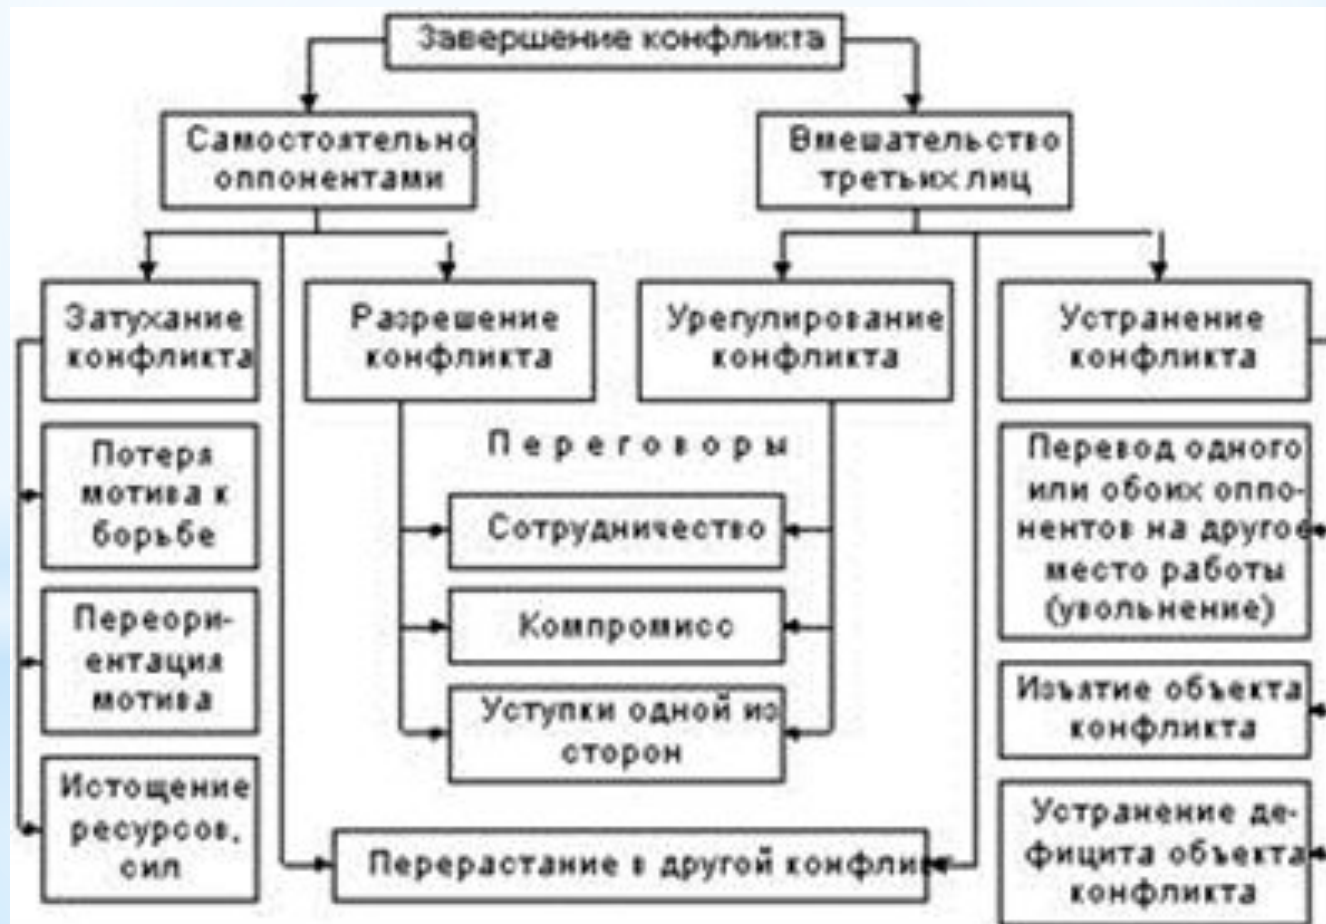 Завершение конфликта
Самостоятельно
оппонентами
Вмешательство
третьих лиц
Затухание
конфликта
Разрешение
конфликта
Урегулирование
конфликта
Устранение
конфликта
Переговоры
Потеря
мотива к
борьбе
Переори-
ентация
мотива
Истощение
ресурсов,
сил
Сотрудничество
Компромисс
Уступки одной из
сторон
Перерастание в другой конфли
Перевод одного
или обоих оппо-
нентов на другое
место работы
(увольнение)
Изъятие объекта
конфликта
Устранение де-
фицита объекта
конфликта